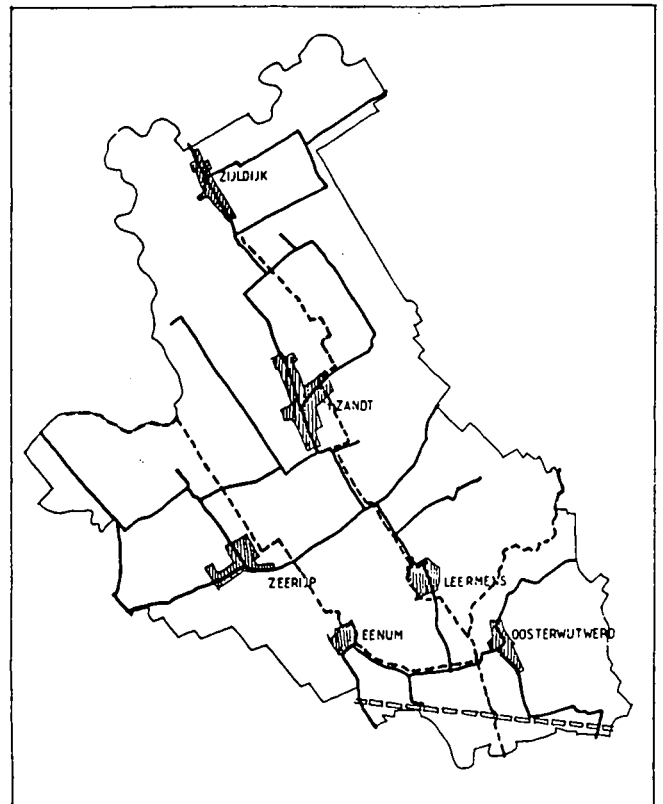 ZIJLDIJK
'T ZANDT
LEERMENS
ZEERIJP
EENUM
OOSTERWIJTWERD